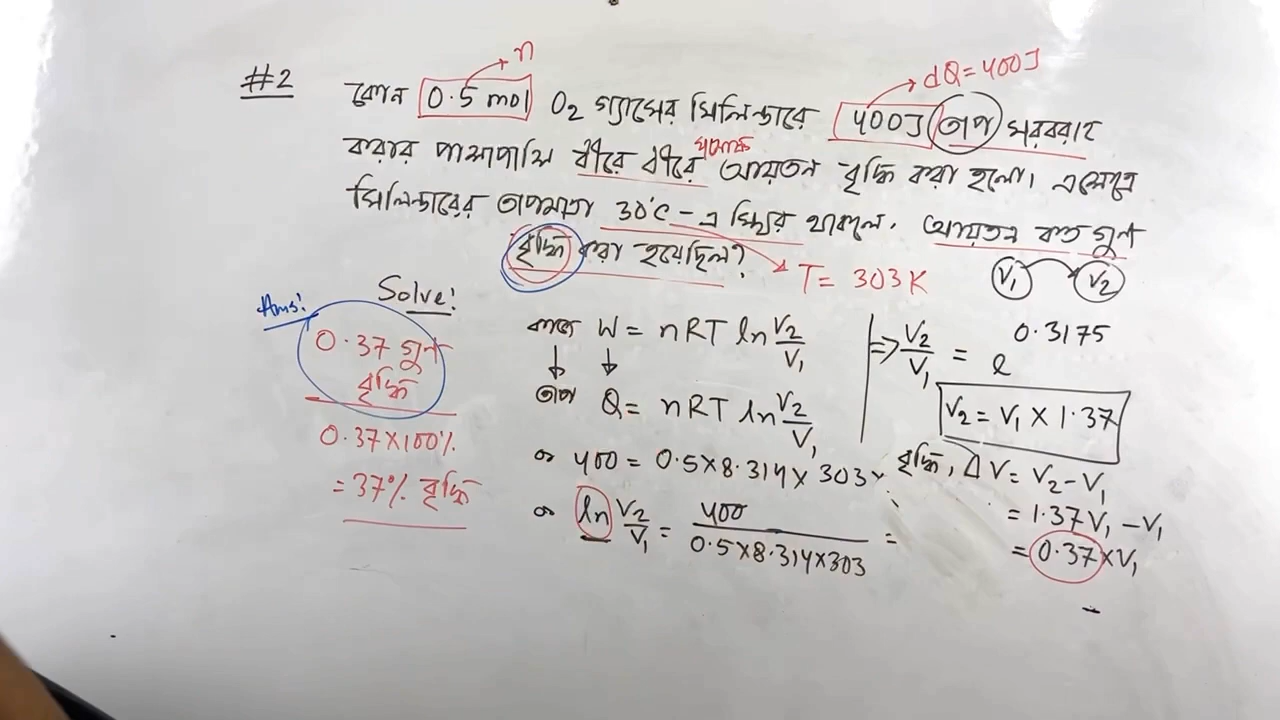 #2 কোন 0.5 mol O₂ গ্যাসের সিলিন্ডারে 400J তাপ সরবরাহ
n
dQ = 400J
করার পাশাপাশি ধীরে ধীরে আয়তন বৃদ্ধি করা হলো। এক্ষেত্রে
সিলিন্ডারের তাপমাত্রা 30°C - এ স্থির থাকলে, আয়তন কত গুণ
বৃদ্ধি করা হয়েছিল?
T = 303K
V₁ V₂
Solve:
Ans:
0.37 গুণ
বৃদ্ধি
0.37×100%
= 37% বৃদ্ধি
কাজ W = nRT ln V₂/V₁
তাপ Q = nRT ln V₂/V₁
বা 400 = 0.5×8.314×303×
বা ln V₂/V₁ = 400/0.5×8.314×303 =
⇒ V₂/V₁ = e^0.3175
V₂ = V₁ × 1.37
বৃদ্ধি, ΔV = V₂ - V₁
= 1.37V₁ - V₁
= 0.37×V₁